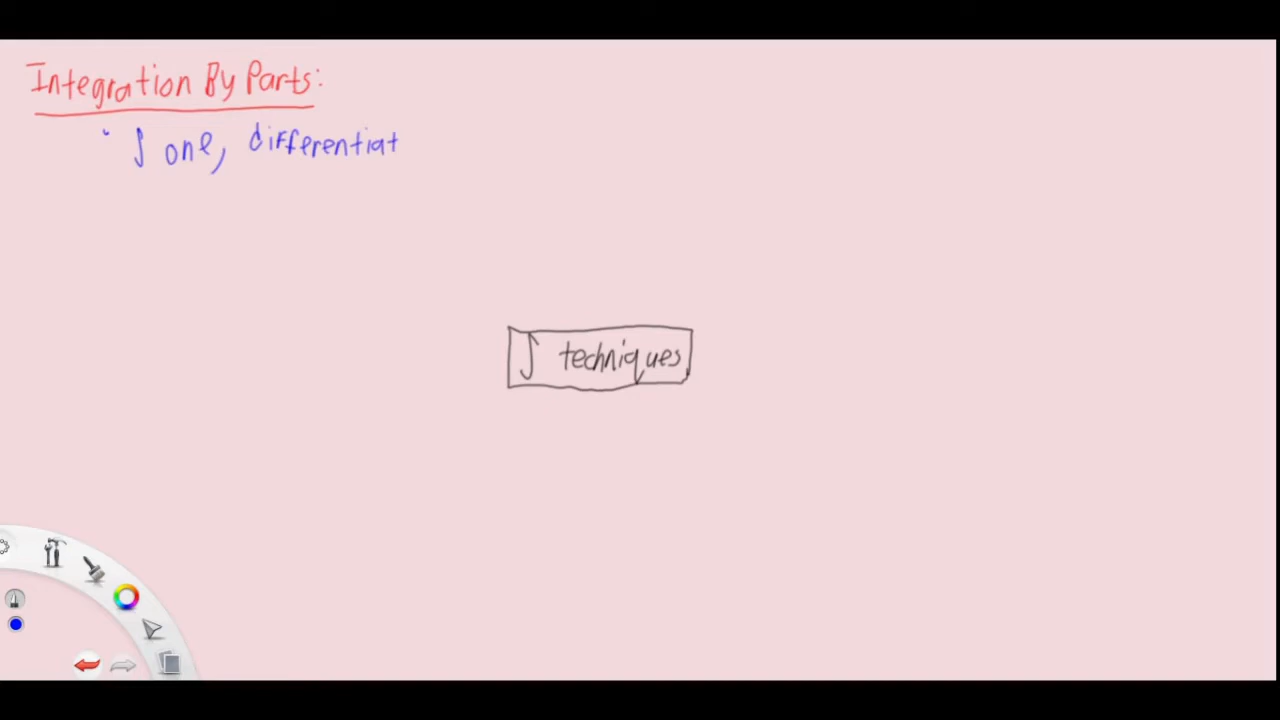 Integration By Parts:
∫ one, differentiat
∫ techniques